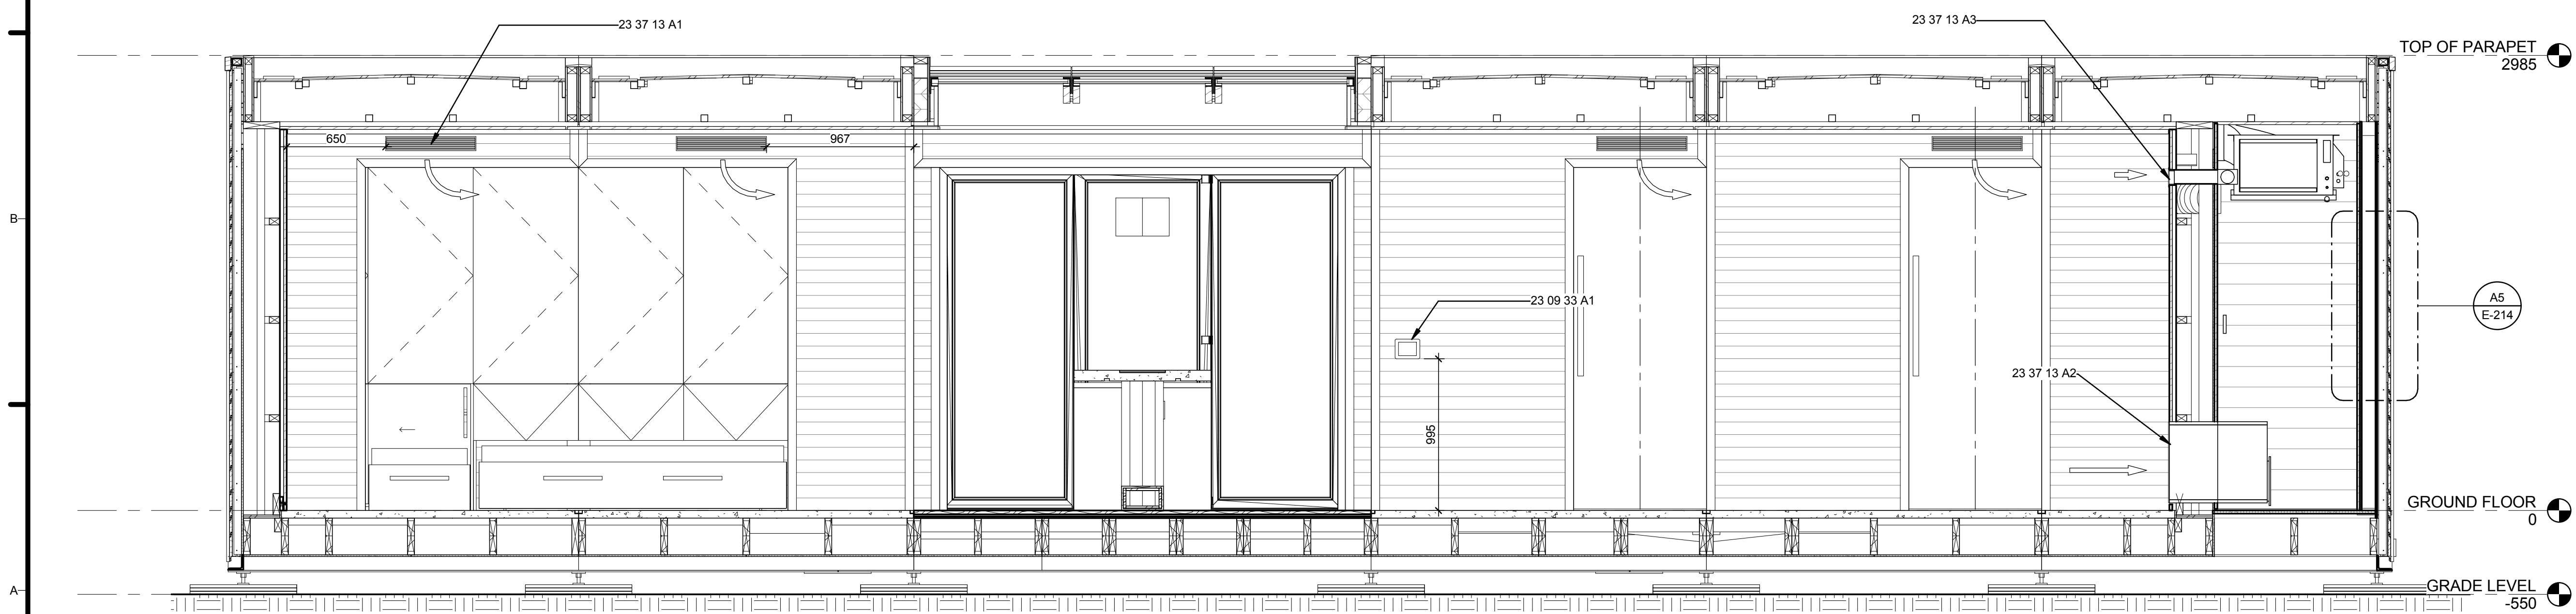 23 37 13 A1
23 37 13 A3
TOP OF PARAPET
2985
650
967
B
23 09 33 A1
A5
E-214
23 37 13 A2
995
GROUND FLOOR
0
A
GRADE LEVEL
-550